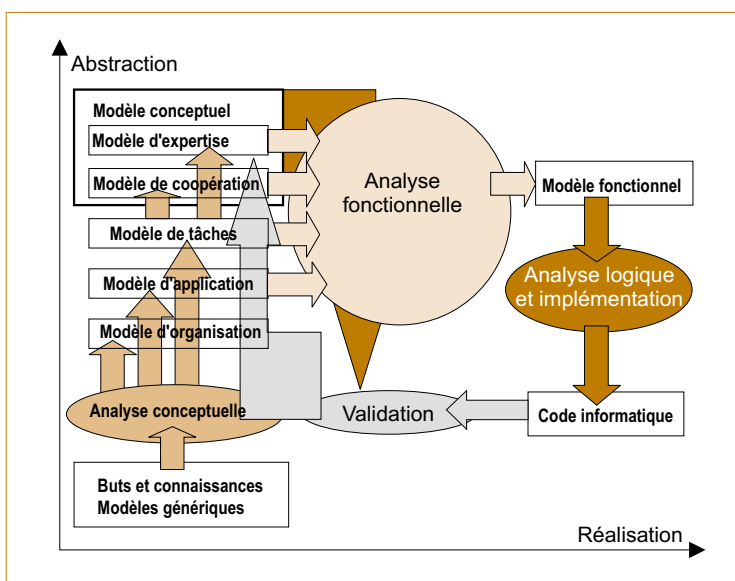 Abstraction
Modèle conceptuel
Modèle d'expertise
Modèle de coopération
Modèle de tâches
Modèle d'application
Modèle d'organisation
Analyse conceptuelle
Buts et connaissances
Modèles génériques
Analyse
fonctionnelle
Modèle fonctionnel
Analyse logique
et implémentation
Validation
Code informatique
Réalisation